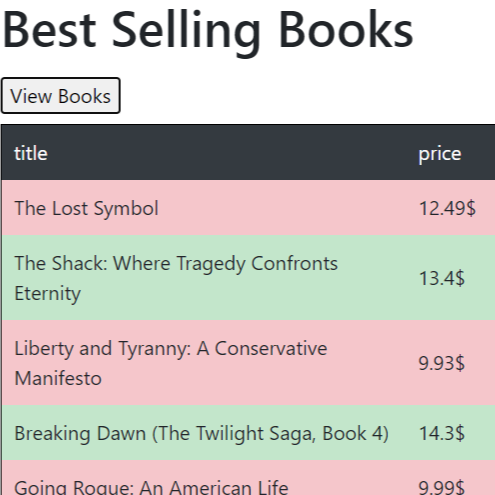 Best Selling Books
View Books
title price
The Lost Symbol 12.49$
The Shack: Where Tragedy Confronts
Eternity 13.4$
Liberty and Tyranny: A Conservative
Manifesto 9.93$
Breaking Dawn (The Twilight Saga, Book 4) 14.3$
Going Rogue: An American Life 9.99$